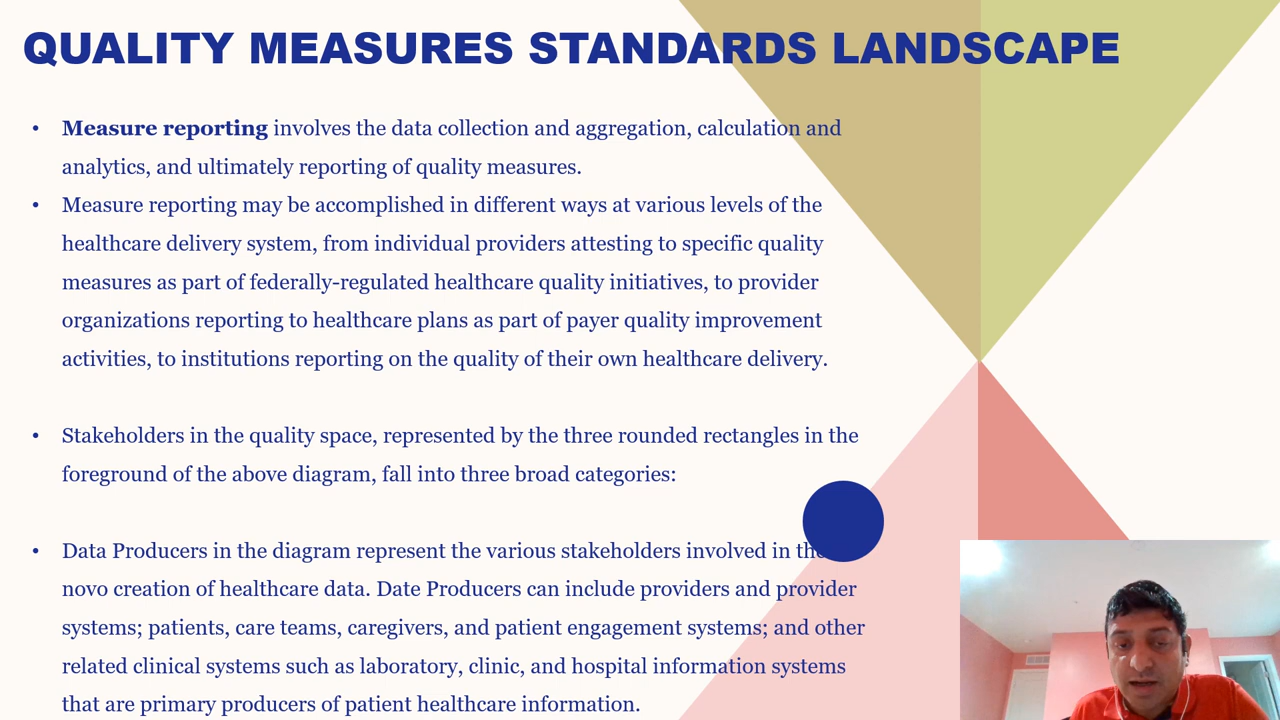 QUALITY MEASURES STANDARDS LANDSCAPE
• Measure reporting involves the data collection and aggregation, calculation and
analytics, and ultimately reporting of quality measures.
• Measure reporting may be accomplished in different ways at various levels of the
healthcare delivery system, from individual providers attesting to specific quality
measures as part of federally-regulated healthcare quality initiatives, to provider
organizations reporting to healthcare plans as part of payer quality improvement
activities, to institutions reporting on the quality of their own healthcare delivery.
• Stakeholders in the quality space, represented by the three rounded rectangles in the
foreground of the above diagram, fall into three broad categories:
• Data Producers in the diagram represent the various stakeholders involved in
novo creation of healthcare data. Date Producers can include providers and provider
systems; patients, care teams, caregivers, and patient engagement systems; and other
related clinical systems such as laboratory, clinic, and hospital information systems
that are primary producers of patient healthcare information.